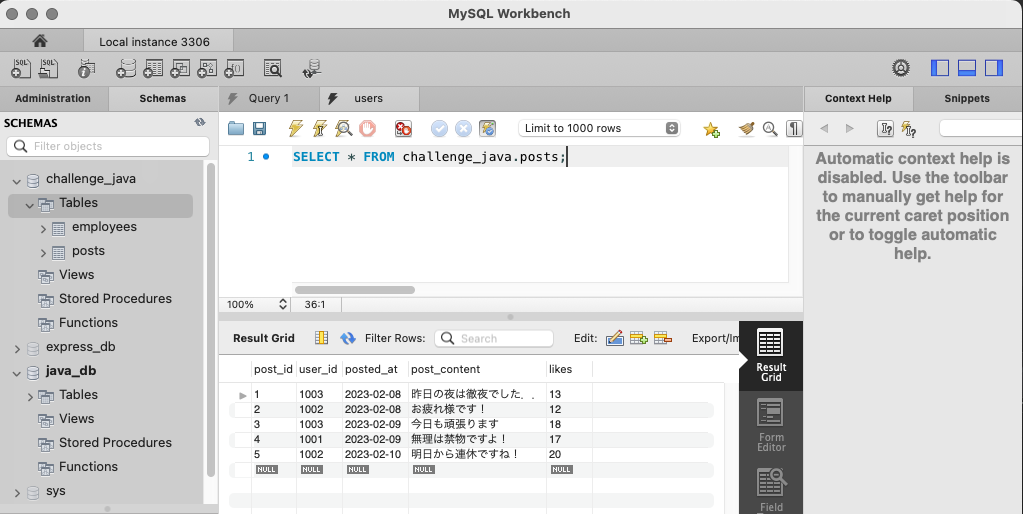 MySQL Workbench
Local instance 3306
Administration Schemas
SCHEMAS
Filter objects
challenge_java
Tables
employees
posts
Views
Stored Procedures
Functions
express_db
java_db
Tables
Views
Stored Procedures
Functions
sys
Query 1 users
Limit to 1000 rows
1 SELECT * FROM challenge_java.posts;
100% 36:1
Result Grid Filter Rows: Search Edit: Export/Im
post_id user_id posted_at post_content likes
1 1003 2023-02-08 昨日の夜は徹夜でした．． 13
2 1002 2023-02-08 お疲れ様です！ 12
3 1003 2023-02-09 今日も頑張ります 18
4 1001 2023-02-09 無理は禁物ですよ！ 17
5 1002 2023-02-10 明日から連休ですね！ 20
NULL NULL NULL NULL NULL
Result
Grid
Form
Editor
Field
Context Help Snippets
Automatic context help is
disabled. Use the toolbar
to manually get help for
the current caret position
or to toggle automatic
help.